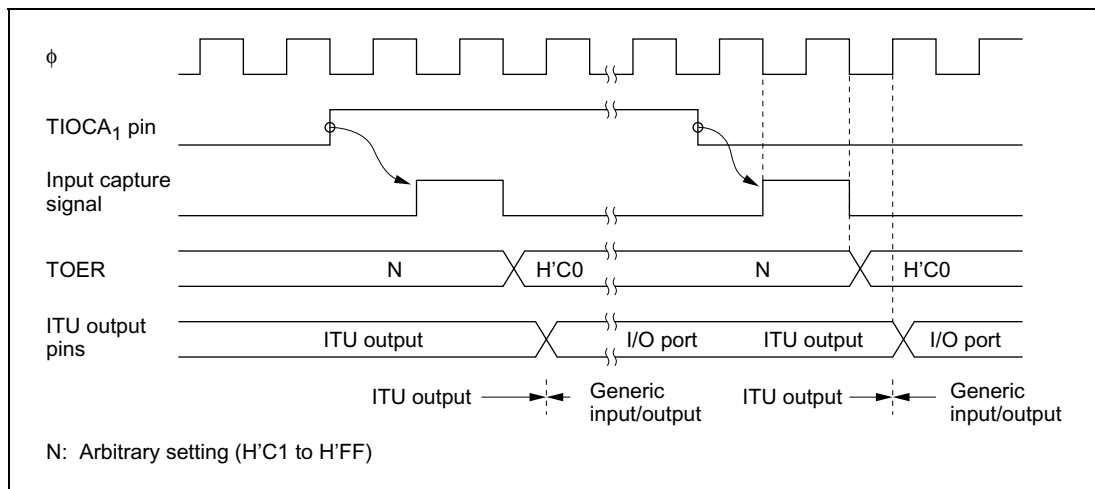 ϕ
TIOCA1 pin
Input capture
signal
TOER
N
H'C0
N
H'C0
ITU output
pins
ITU output
I/O port
ITU output
I/O port
ITU output
Generic
input/output
ITU output
Generic
input/output
N: Arbitrary setting (H'C1 to H'FF)